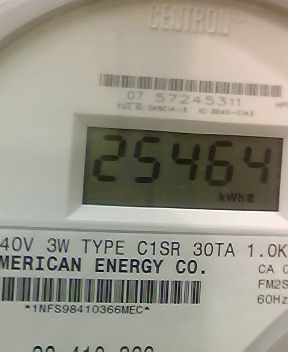 CENTRON®
07 57245311
25464
kWh
40V 3W TYPE C1SR 30TA 1.0K
MERICAN ENERGY CO.
CA 0
FM2S
60Hz
*1NFS98410366MEC*